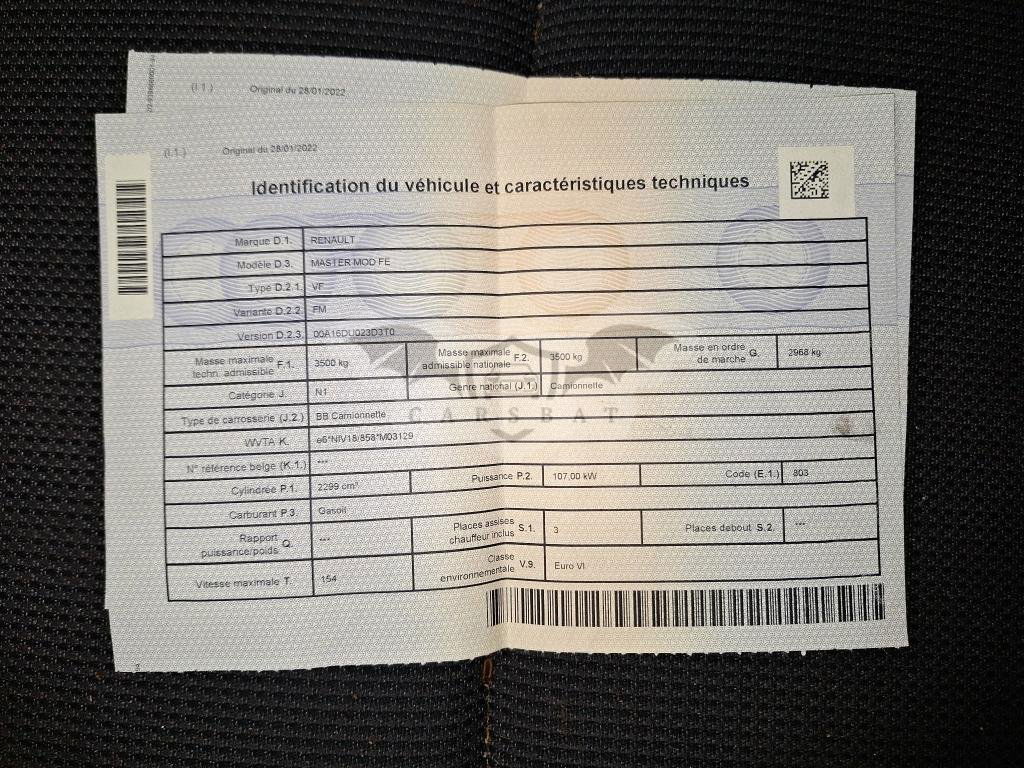 (I.1.) Original du 28/01/2022
(I.1.) Original du 28/01/2022
Identification du véhicule et caractéristiques techniques
Marque D.1. RENAULT
Modèle D.3. MASTER MOD FE
Type D.2.1. VF
Variante D.2.2. FM
Version D.2.3. 00A16DU023D3T0
Masse maximale techn. admissible F.1. 3500 kg Masse maximale admissible nationale F.2. 3500 kg Masse en ordre de marche G. 2968 kg
Catégorie J. N1 Genre national (J.1.) Camionnette
Type de carrosserie (J.2.) BB Camionnette
CARSBAT
WVTA K. e6*NIV18/858*M03129
N° référence belge (K.1.) ---
Cylindrée P.1. 2299 cm³ Puissance P.2. 107,00 kW Code (E.1.) 803
Carburant P.3. Gasoil
Rapport puissance/poids Q. --- Places assises chauffeur inclus S.1. 3 Places debout S.2. ---
Vitesse maximale T. 154 Classe environnementale V.9. Euro VI